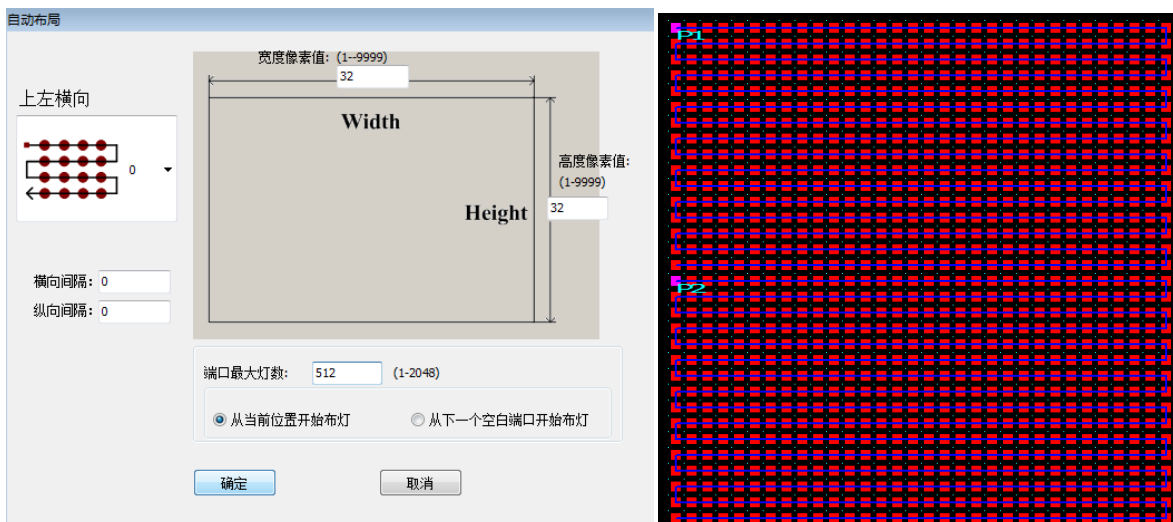 自动布局
宽度像素值: (1--9999)
32
上左横向
Width
0
高度像素值:
(1-9999)
32
Height
横向间隔: 0
纵向间隔: 0
端口最大灯数: 512 (1-2048)
从当前位置开始布灯 从下一个空白端口开始布灯
确定 取消
P1
P2